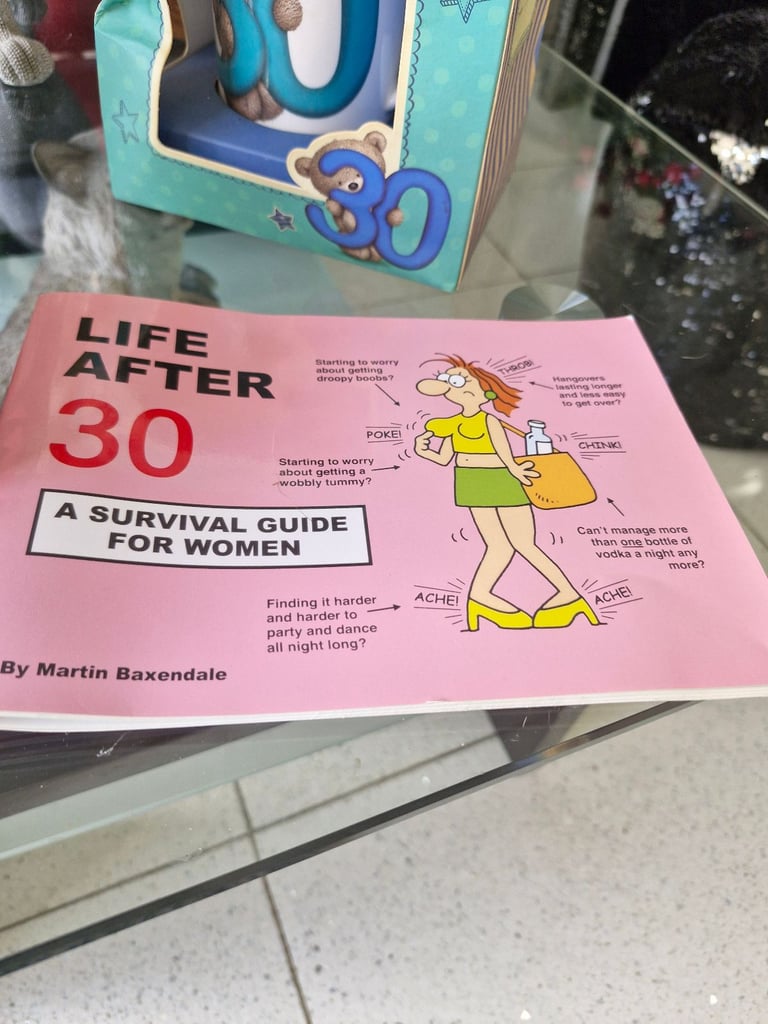 30
30
LIFE
AFTER
30
A SURVIVAL GUIDE
FOR WOMEN
By Martin Baxendale
Starting to worry
about getting
droopy boobs?
THROB!
Hangovers
lasting longer
and less easy
to get over?
POKE!
CHINK!
Starting to worry
about getting a
wobbly tummy?
Can't manage more
than one bottle of
vodka a night any
more?
Finding it harder
and harder to
party and dance
all night long?
ACHE!
ACHE!